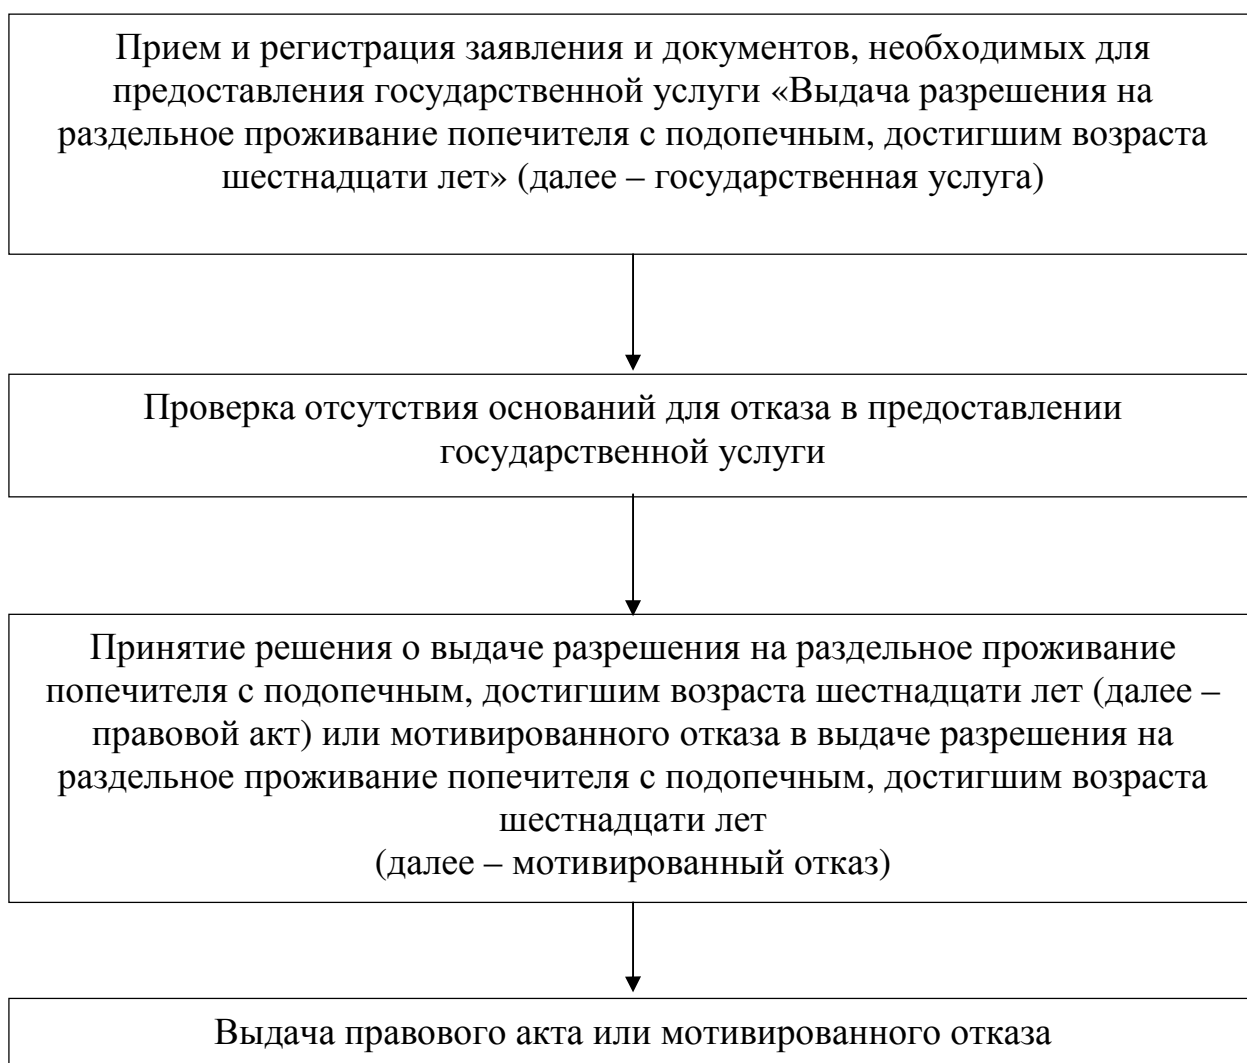 Прием и регистрация заявления и документов, необходимых для
предоставления государственной услуги «Выдача разрешения на
раздельное проживание попечителя с подопечным, достигшим возраста
шестнадцати лет» (далее – государственная услуга)
Проверка отсутствия оснований для отказа в предоставлении
государственной услуги
Принятие решения о выдаче разрешения на раздельное проживание
попечителя с подопечным, достигшим возраста шестнадцати лет (далее –
правовой акт) или мотивированного отказа в выдаче разрешения на
раздельное проживание попечителя с подопечным, достигшим возраста
шестнадцати лет
(далее – мотивированный отказ)
Выдача правового акта или мотивированного отказа